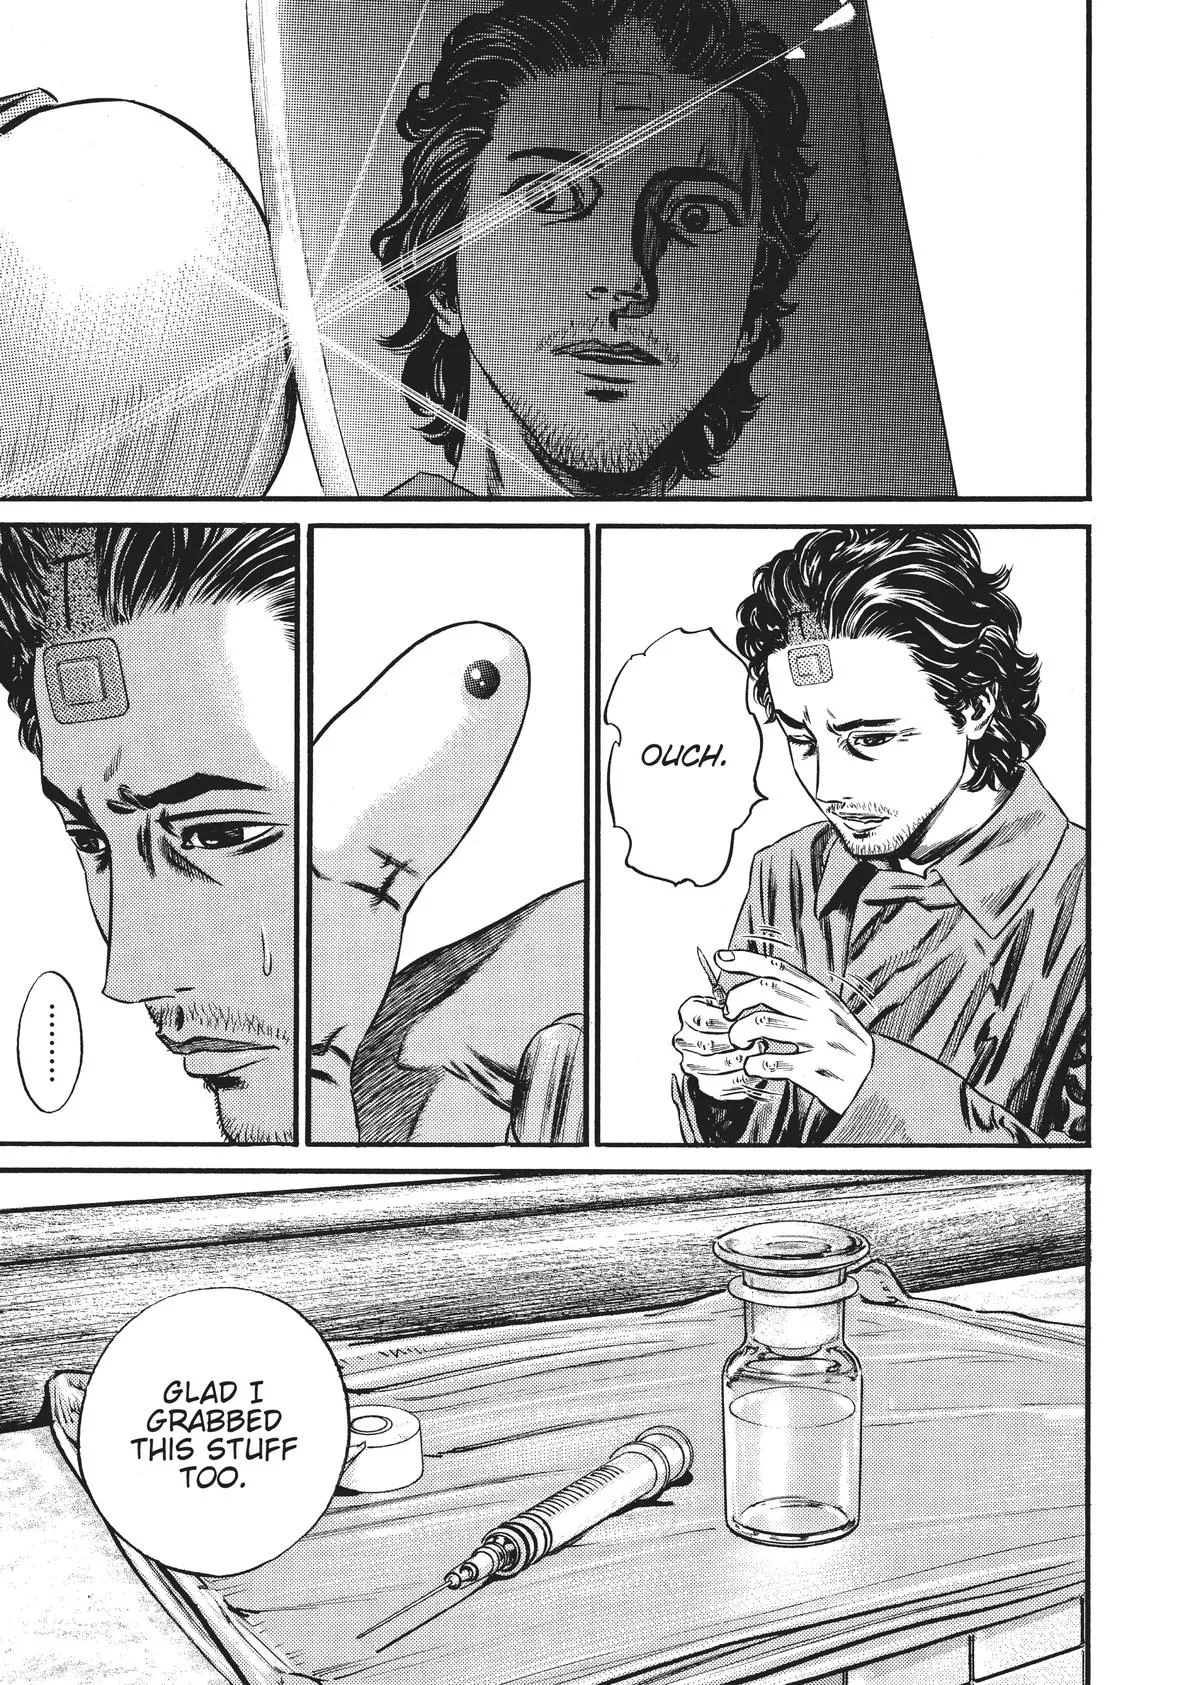 OUCH.
.........
GLAD I
GRABBED
THIS STUFF
TOO.